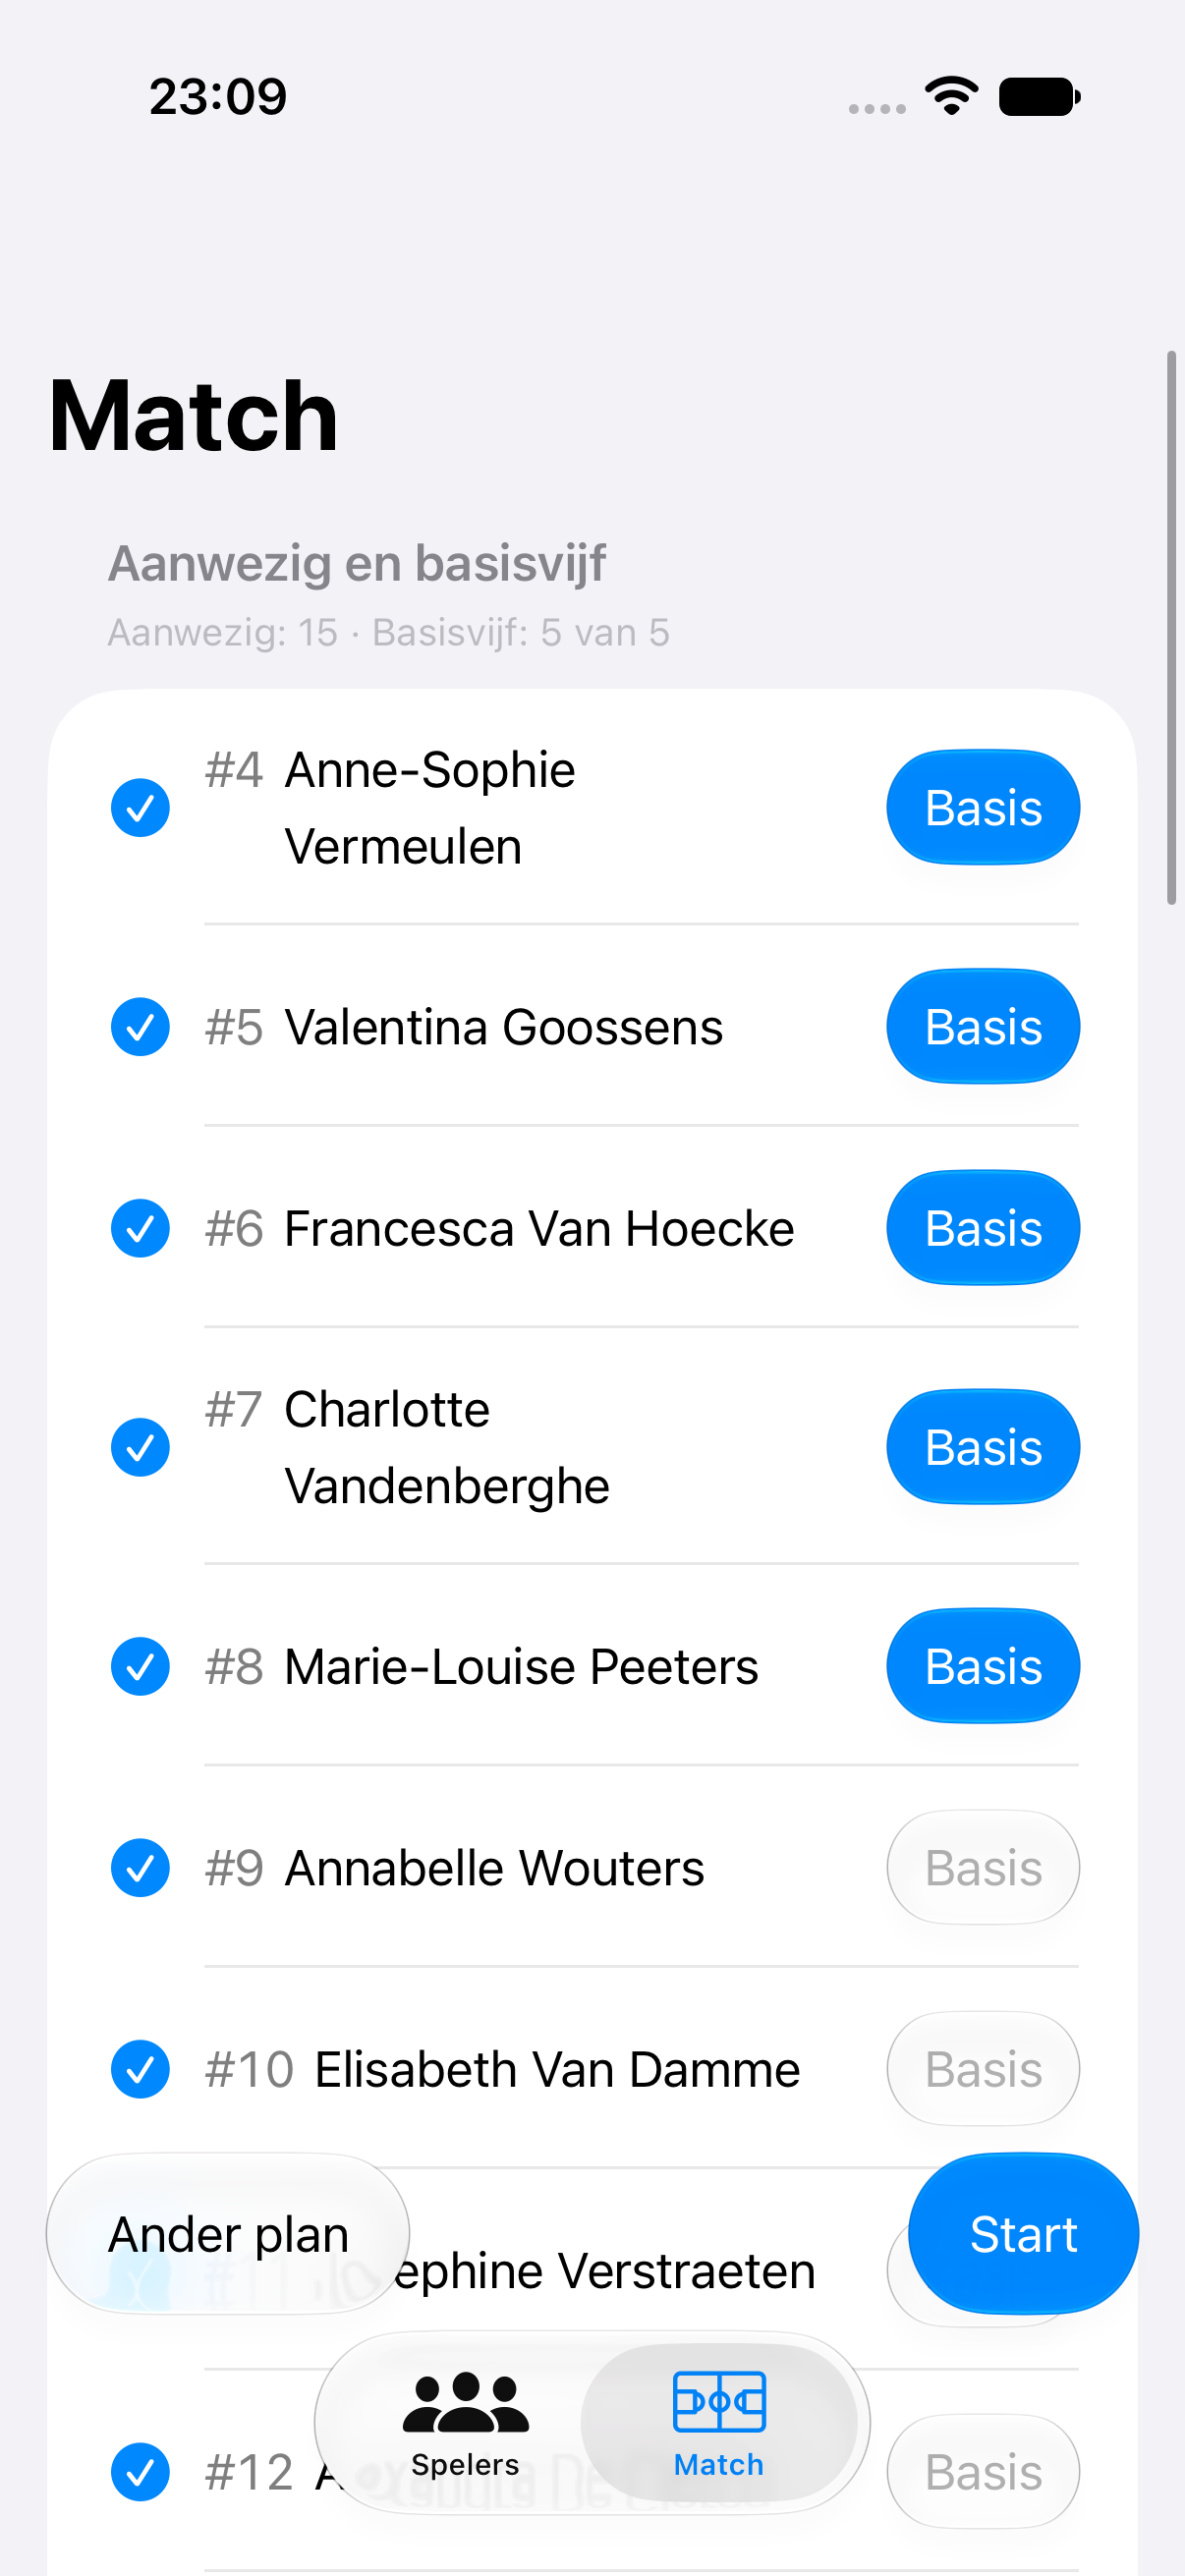 23:09
Match
Aanwezig en basisvijf
Aanwezig: 15 · Basisvijf: 5 van 5
#4 Anne-Sophie
Vermeulen
Basis
#5 Valentina Goossens
Basis
#6 Francesca Van Hoecke
Basis
#7 Charlotte
Vandenberghe
Basis
#8 Marie-Louise Peeters
Basis
#9 Annabelle Wouters
Basis
#10 Elisabeth Van Damme
Basis
Ander plan
ephine Verstraeten
Start
#12
Basis
Spelers
Match